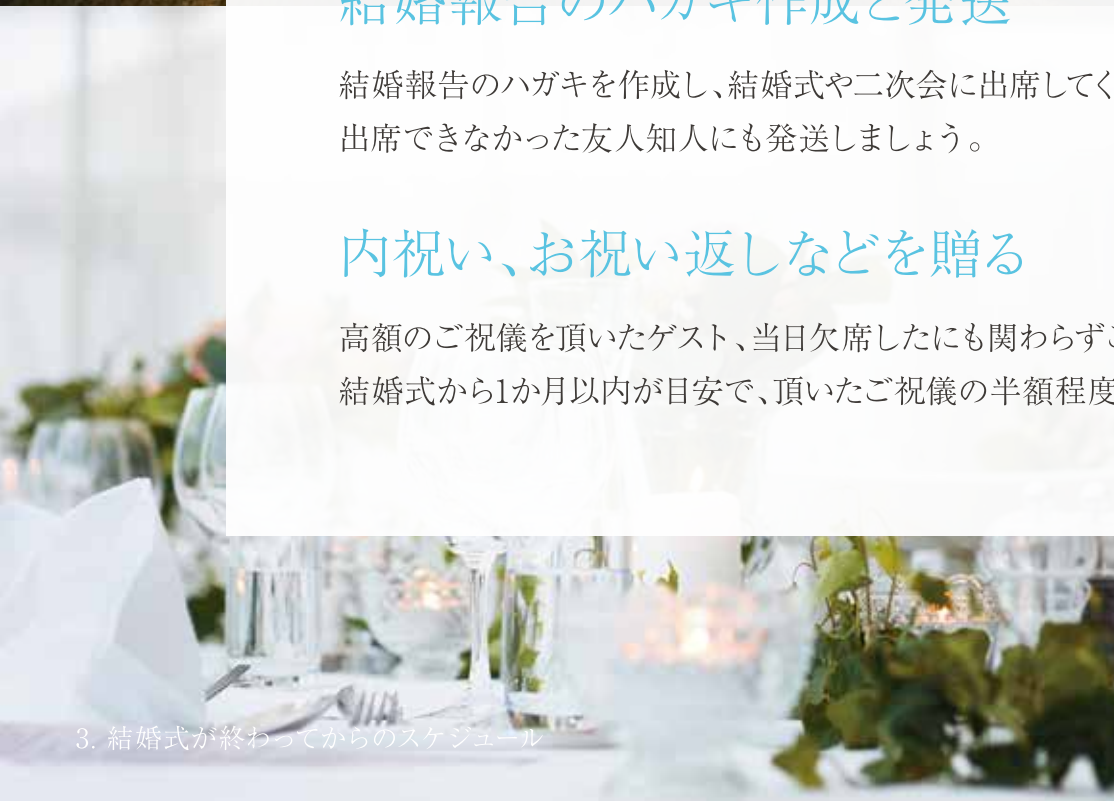 結婚報告のハガキ作成と発送
結婚報告のハガキを作成し、結婚式や二次会に出席してく
出席できなかった友人知人にも発送しましょう。
内祝い、お祝い返しなどを贈る
高額のご祝儀を頂いたゲスト、当日欠席したにも関わらずご
結婚式から1か月以内が目安で、頂いたご祝儀の半額程度
3. 結婚式が終わってからのスケジュール